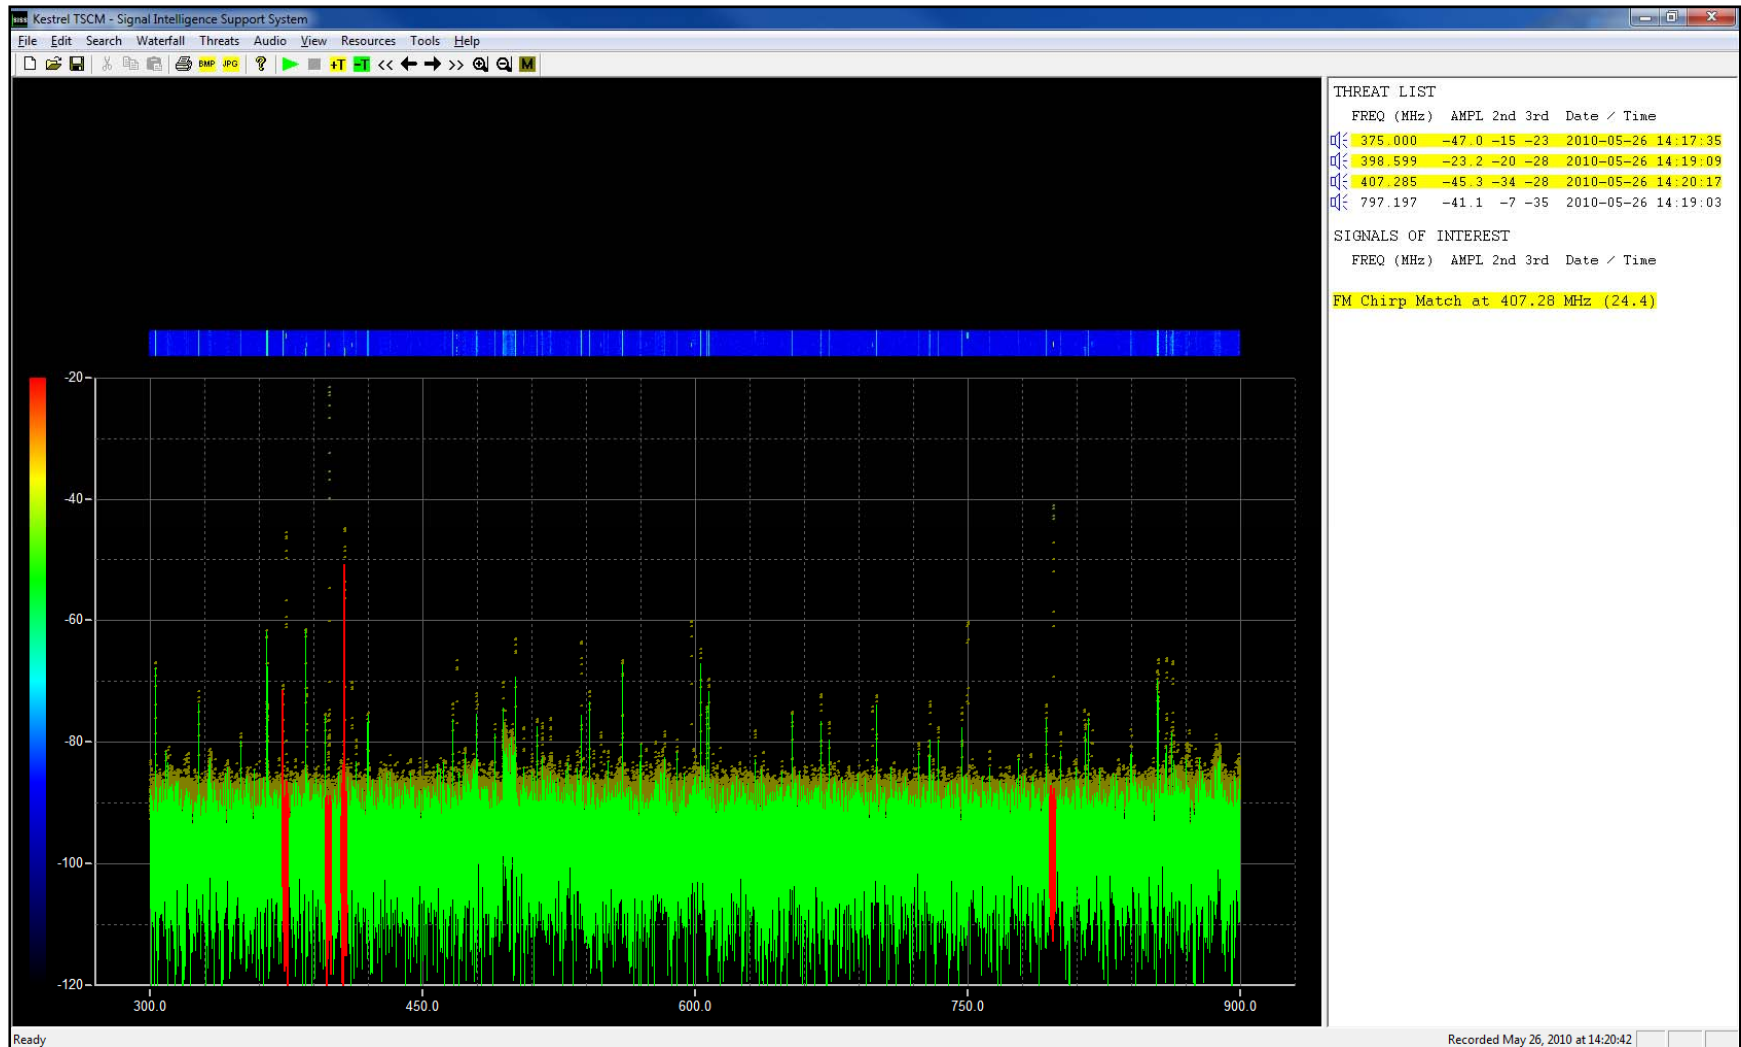 Kestrel TSCM - Signal Intelligence Support System
File Edit Search Waterfall Threats Audio View Resources Tools Help
BMP JPG ? +T -T << >> M
THREAT LIST
FREQ (MHz) AMPL 2nd 3rd Date / Time
375.000 -47.0 -15 -23 2010-05-26 14:17:35
398.599 -23.2 -20 -28 2010-05-26 14:19:09
407.285 -45.3 -34 -28 2010-05-26 14:20:17
797.197 -41.1 -7 -35 2010-05-26 14:19:03
SIGNALS OF INTEREST
FREQ (MHz) AMPL 2nd 3rd Date / Time
FM Chirp Match at 407.28 MHz (24.4)
-20
-40
-60
-80
-100
-120
300.0 450.0 600.0 750.0 900.0
Ready
Recorded May 26, 2010 at 14:20:42